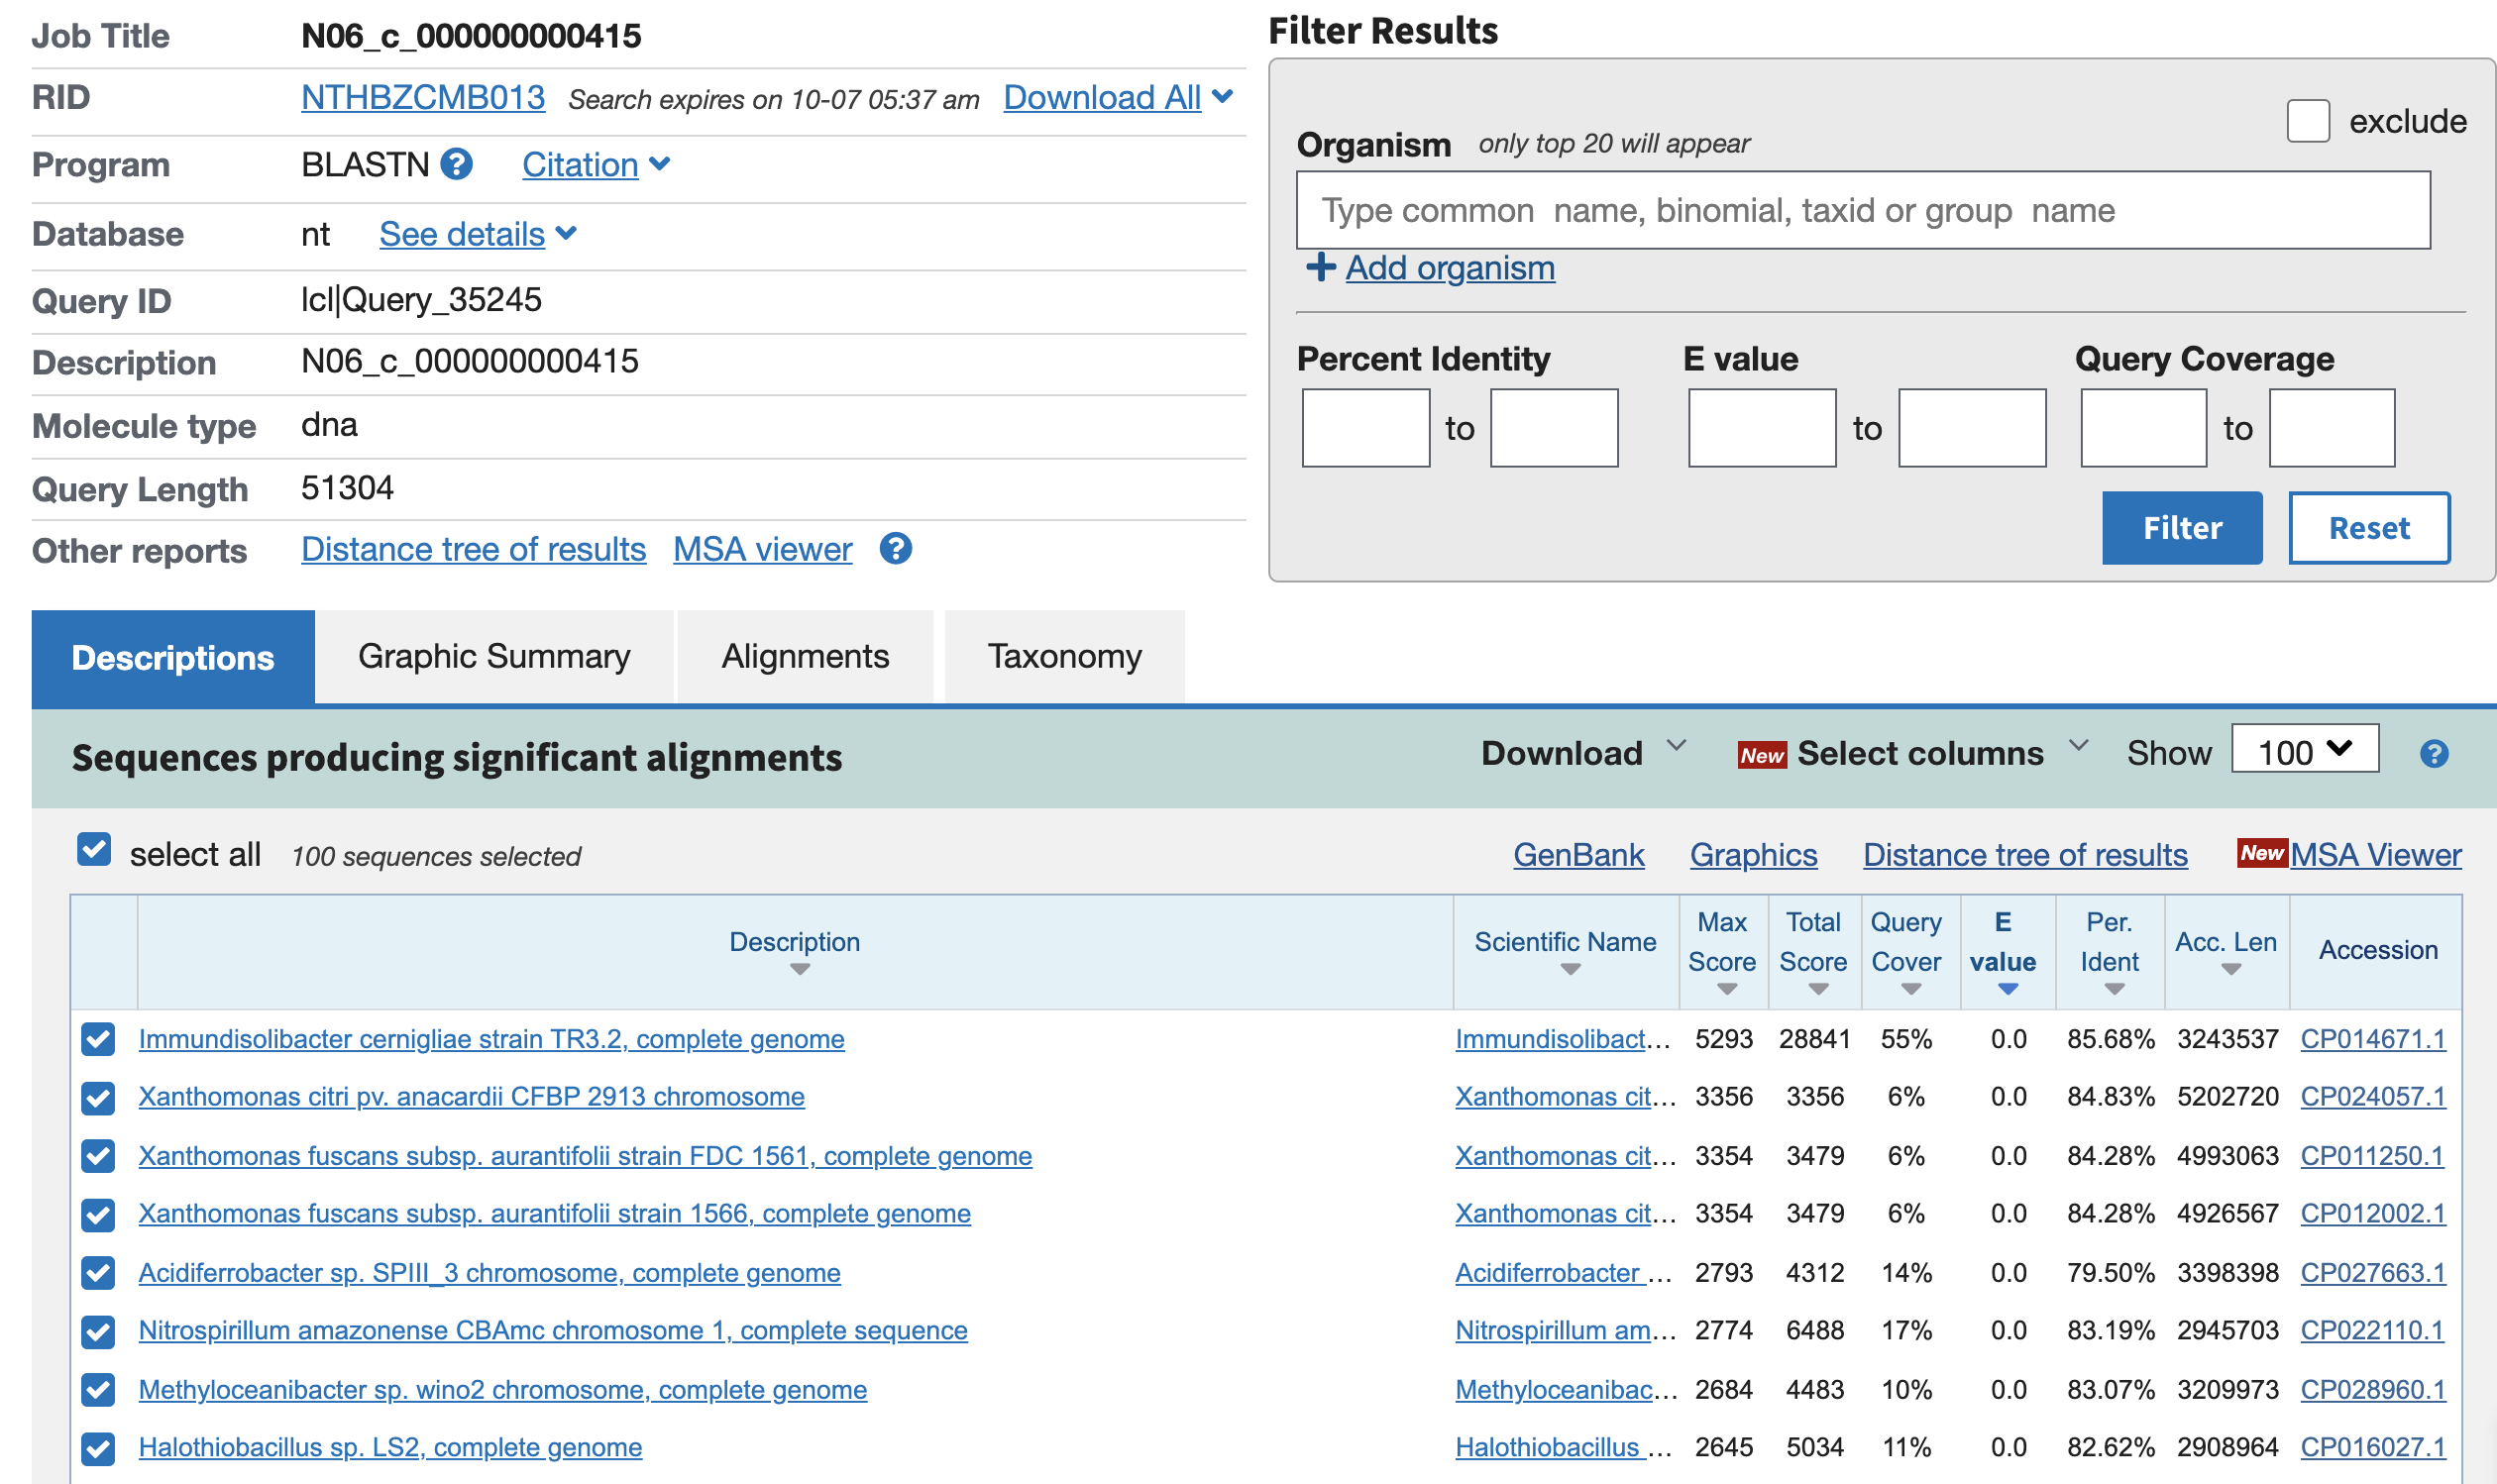 Job Title N06_c_000000000415
RID NTHBZCMB013 Search expires on 10-07 05:37 am Download All
Program BLASTN ? Citation
Database nt See details
Query ID lcl|Query_35245
Description N06_c_000000000415
Molecule type dna
Query Length 51304
Other reports Distance tree of results MSA viewer ?
Filter Results
exclude
Organism only top 20 will appear
Type common name, binomial, taxid or group name
+ Add organism
Percent Identity E value Query Coverage
to to to
Filter Reset
Descriptions Graphic Summary Alignments Taxonomy
Sequences producing significant alignments Download New Select columns Show 100 ?
select all 100 sequences selected GenBank Graphics Distance tree of results New MSA Viewer
Description Scientific Name Max Score Total Score Query Cover E value Per. Ident Acc. Len Accession
Immundisolibacter cernigliae strain TR3.2, complete genome Immundisolibact... 5293 28841 55% 0.0 85.68% 3243537 CP014671.1
Xanthomonas citri pv. anacardii CFBP 2913 chromosome Xanthomonas cit... 3356 3356 6% 0.0 84.83% 5202720 CP024057.1
Xanthomonas fuscans subsp. aurantifolii strain FDC 1561, complete genome Xanthomonas cit... 3354 3479 6% 0.0 84.28% 4993063 CP011250.1
Xanthomonas fuscans subsp. aurantifolii strain 1566, complete genome Xanthomonas cit... 3354 3479 6% 0.0 84.28% 4926567 CP012002.1
Acidiferrobacter sp. SPIII_3 chromosome, complete genome Acidiferrobacter ... 2793 4312 14% 0.0 79.50% 3398398 CP027663.1
Nitrospirillum amazonense CBAmc chromosome 1, complete sequence Nitrospirillum am... 2774 6488 17% 0.0 83.19% 2945703 CP022110.1
Methyloceanibacter sp. wino2 chromosome, complete genome Methyloceanibac... 2684 4483 10% 0.0 83.07% 3209973 CP028960.1
Halothiobacillus sp. LS2, complete genome Halothiobacillus ... 2645 5034 11% 0.0 82.62% 2908964 CP016027.1